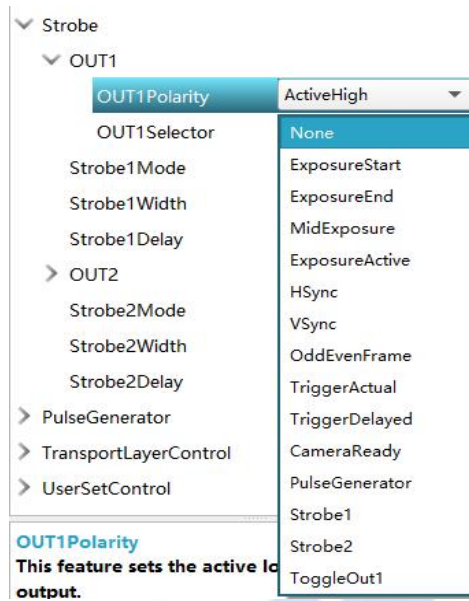 Strobe
OUT1
OUT1Polarity ActiveHigh
OUT1Selector None
Strobe1Mode ExposureStart
Strobe1Width ExposureEnd
Strobe1Delay MidExposure
OUT2 ExposureActive
Strobe2Mode HSync
Strobe2Width VSync
Strobe2Delay OddEvenFrame
PulseGenerator TriggerActual
TransportLayerControl TriggerDelayed
UserSetControl CameraReady
PulseGenerator
Strobe1
Strobe2
ToggleOut1
OUT1Polarity
This feature sets the active lo
output.